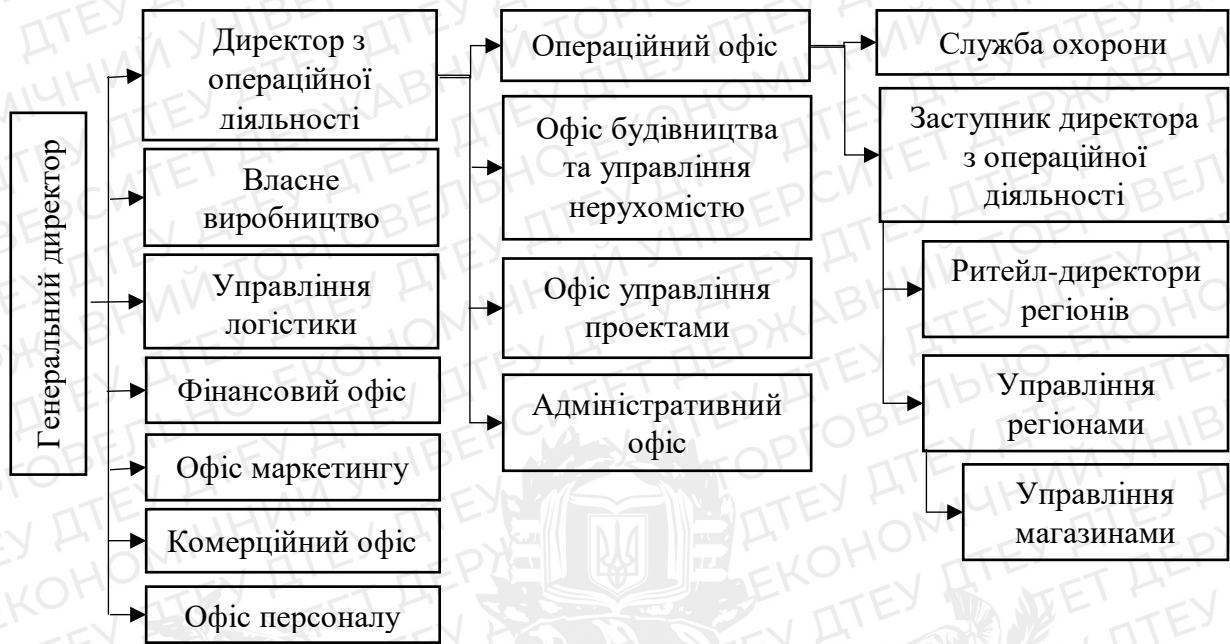 Генеральний директор
Директор з
операційної
діяльності
Власне
виробництво
Управління
логістики
Фінансовий офіс
Офіс маркетингу
Комерційний офіс
Офіс персоналу
Операційний офіс
Офіс будівництва
та управління
нерухомістю
Офіс управління
проектами
Адміністративний
офіс
Служба охорони
Заступник директора
з операційної
діяльності
Ритейл-директори
регіонів
Управління
регіонами
Управління
магазинами